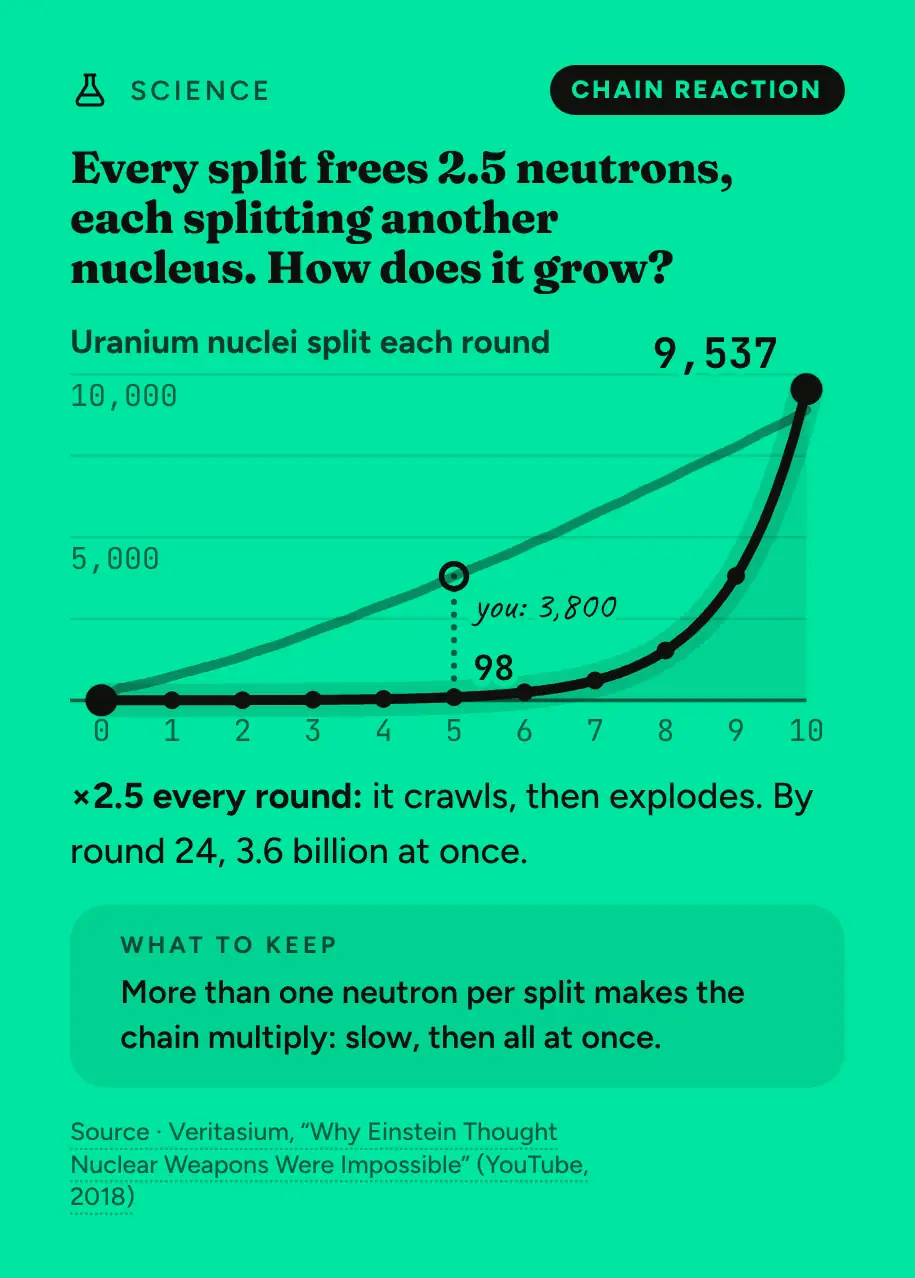 SCIENCE
CHAIN REACTION
Every split frees 2.5 neutrons,
each splitting another
nucleus. How does it grow?
Uranium nuclei split each round
9,537
10,000
5,000
you: 3,800
98
0 1 2 3 4 5 6 7 8 9 10
×2.5 every round: it crawls, then explodes. By
round 24, 3.6 billion at once.
WHAT TO KEEP
More than one neutron per split makes the
chain multiply: slow, then all at once.
Source · Veritasium, “Why Einstein Thought
Nuclear Weapons Were Impossible” (YouTube,
2018)